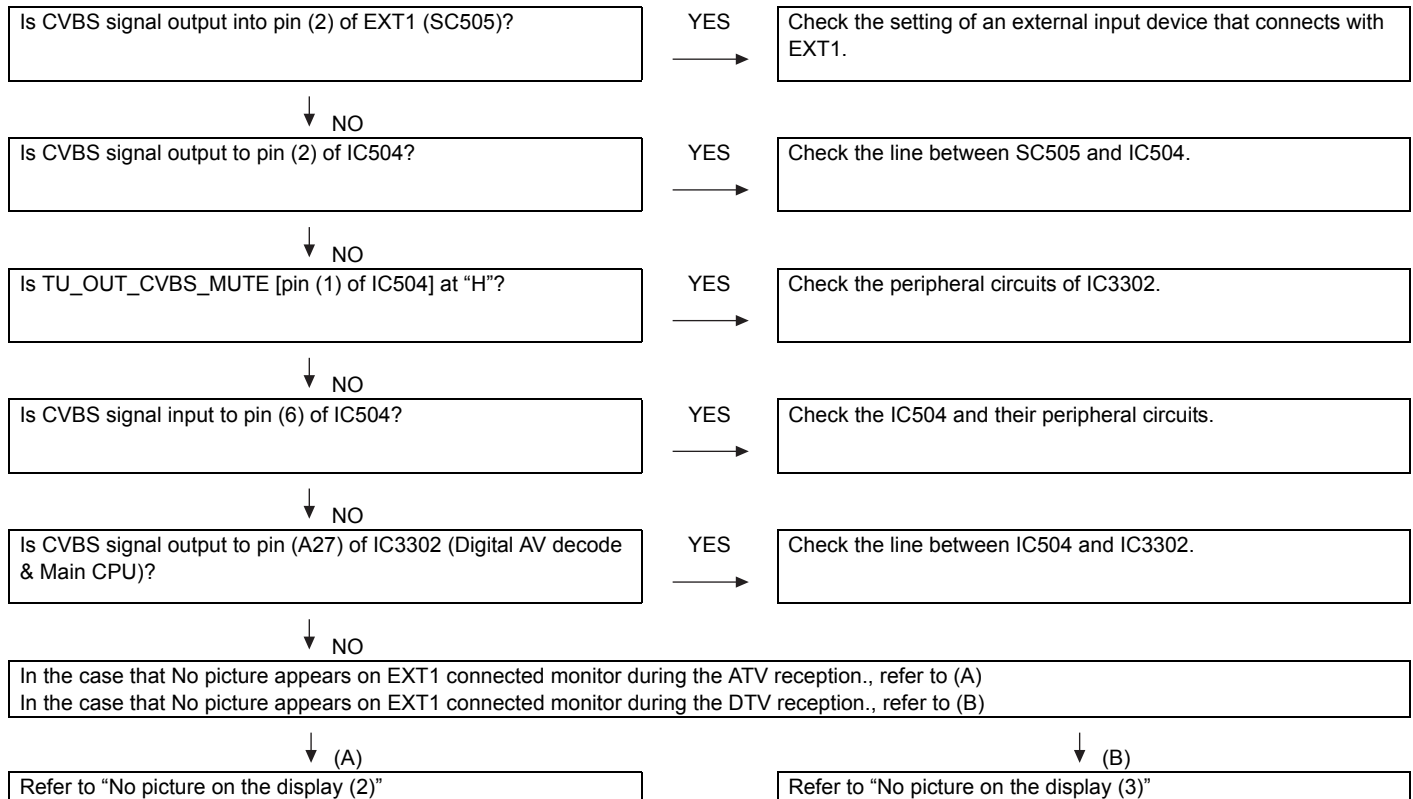 Is CVBS signal output into pin (2) of EXT1 (SC505)?
YES
Check the setting of an external input device that connects with
EXT1.
NO
Is CVBS signal output to pin (2) of IC504?
YES
Check the line between SC505 and IC504.
NO
Is TU_OUT_CVBS_MUTE [pin (1) of IC504] at “H”?
YES
Check the peripheral circuits of IC3302.
NO
Is CVBS signal input to pin (6) of IC504?
YES
Check the IC504 and their peripheral circuits.
NO
Is CVBS signal output to pin (A27) of IC3302 (Digital AV decode
& Main CPU)?
YES
Check the line between IC504 and IC3302.
NO
In the case that No picture appears on EXT1 connected monitor during the ATV reception., refer to (A)
In the case that No picture appears on EXT1 connected monitor during the DTV reception., refer to (B)
(A)
(B)
Refer to “No picture on the display (2)”
Refer to “No picture on the display (3)”